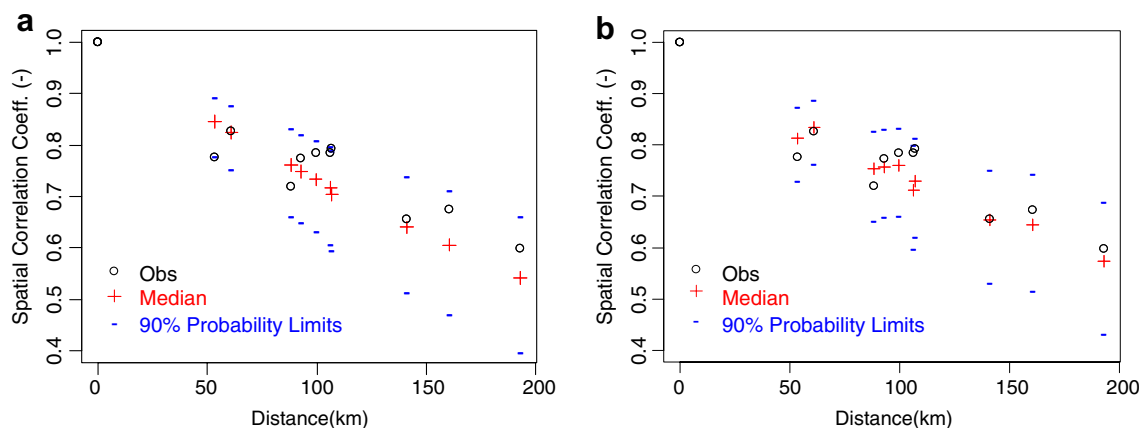 a
Spatial Correlation Coeff. (-)
1.0
0.9
0.8
0.7
0.6
0.5
0.4
Obs
Median
90% Probability Limits
0 50 100 150 200
Distance(km)
b
Spatial Correlation Coeff. (-)
1.0
0.9
0.8
0.7
0.6
0.5
0.4
Obs
Median
90% Probability Limits
0 50 100 150 200
Distance(km)